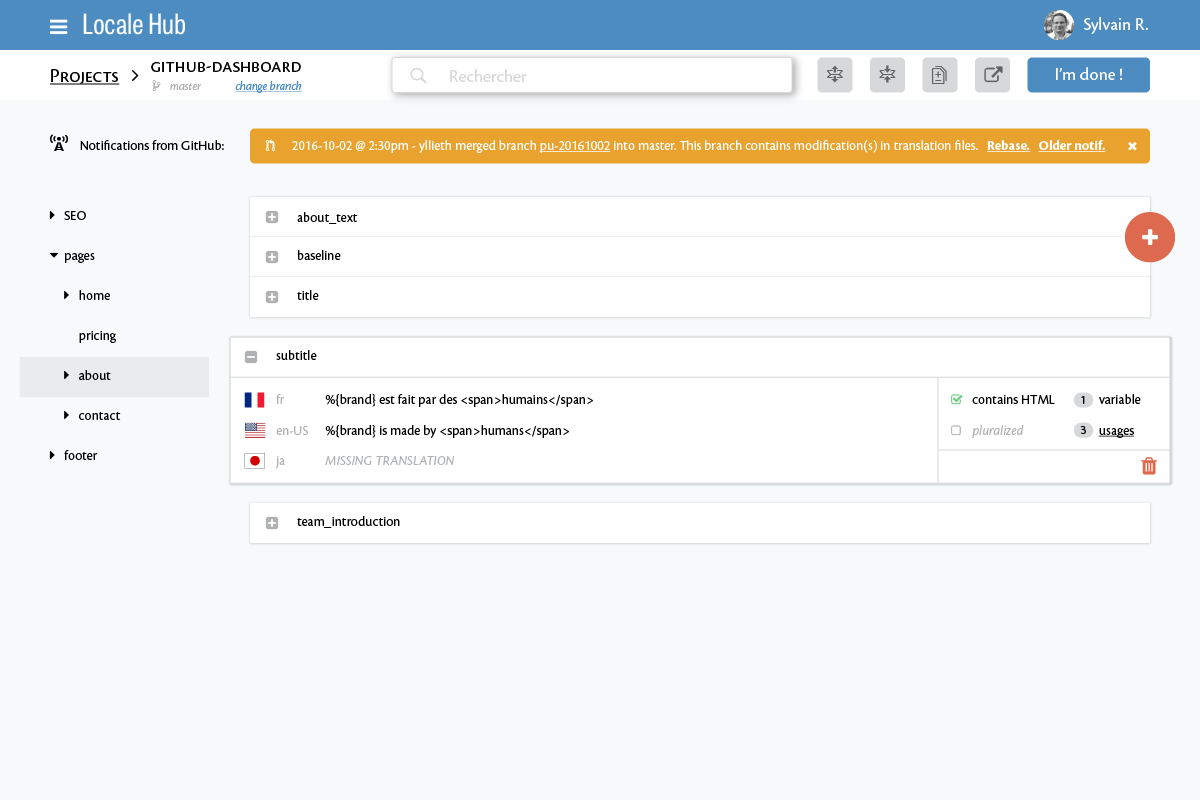 Locale Hub
Sylvain R.
Projects
GITHUB-DASHBOARD
master
change branch
Rechercher
I'm done !
Notifications from GitHub:
2016-10-02 @ 2:30pm - yllieth merged branch pu-20161002 into master. This branch contains modification(s) in translation files. Rebase. Older notif.
SEO
pages
home
pricing
about
contact
footer
about_text
baseline
title
subtitle
fr %{brand} est fait par des <span>humains</span>
en-US %{brand} is made by <span>humans</span>
ja MISSING TRANSLATION
contains HTML 1 variable
pluralized 3 usages
team_introduction